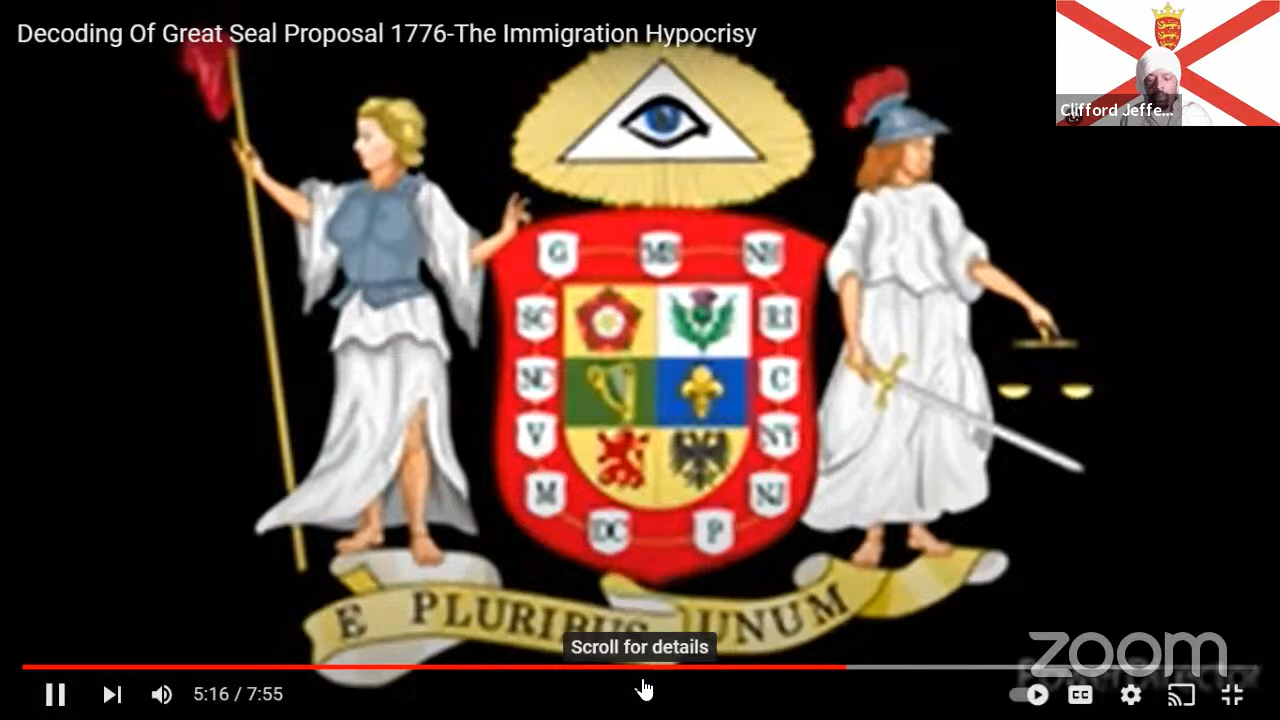 Decoding Of Great Seal Proposal 1776-The Immigration Hypocrisy
Clifford Jeffe...
G
MB
NH
SC
RI
NC
C
V
NY
M
NJ
DC
P
E PLURIBUS UNUM
Scroll for details
zoom
5:16 / 7:55
CC